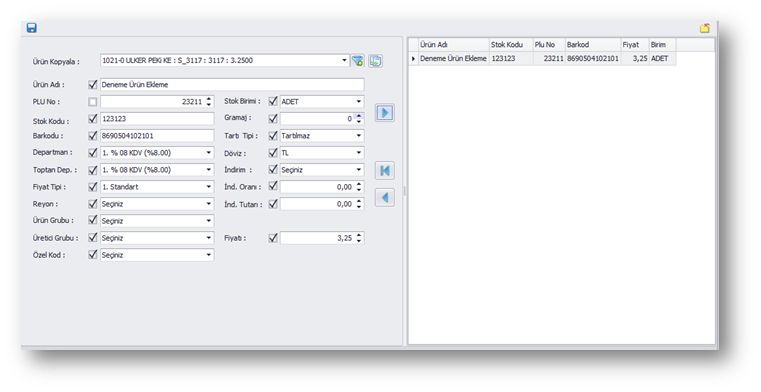 Ürün Kopyala : 1021-0 ULKER PEKİ KE : S_3117 : 3117 : 3.2500
Ürün Adı : Deneme Ürün Ekleme
PLU No : 23211 Stok Birimi : ADET
Stok Kodu : 123123 Gramaj : 0
Barkodu : 8690504102101 Tartı Tipi : Tartılmaz
Departman : 1. % 08 KDV (%8.00) Döviz : TL
Toptan Dep. : 1. % 08 KDV (%8.00) İndirim : Seçiniz
Fiyat Tipi : 1. Standart İnd. Oranı : 0,00
Reyon : Seçiniz İnd. Tutarı : 0,00
Ürün Grubu : Seçiniz
Üretici Grubu : Seçiniz Fiyatı : 3,25
Özel Kod : Seçiniz
Ürün Adı Stok Kodu Plu No Barkod Fiyat Birim
Deneme Ürün Ekleme 123123 23211 8690504102101 3,25 ADET